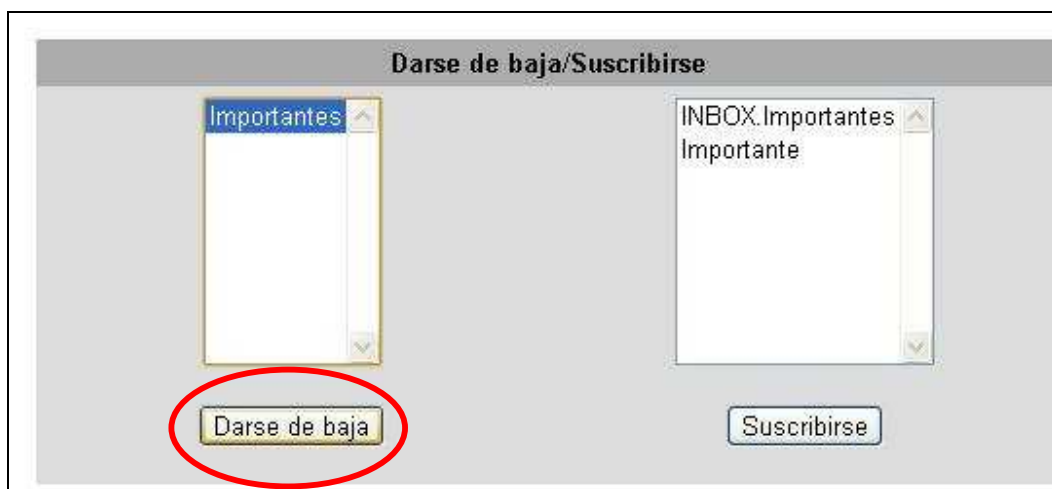 Darse de baja/Suscribirse
Importantes
INBOX.Importantes
Importante
Darse de baja
Suscribirse